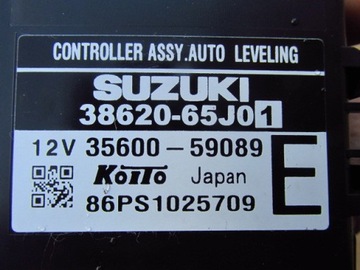 CONTROLLER ASSY.AUTO LEVELING
SUZUKI
38620-65J01
12V 35600-59089
E
KOITO Japan
86PS1025709